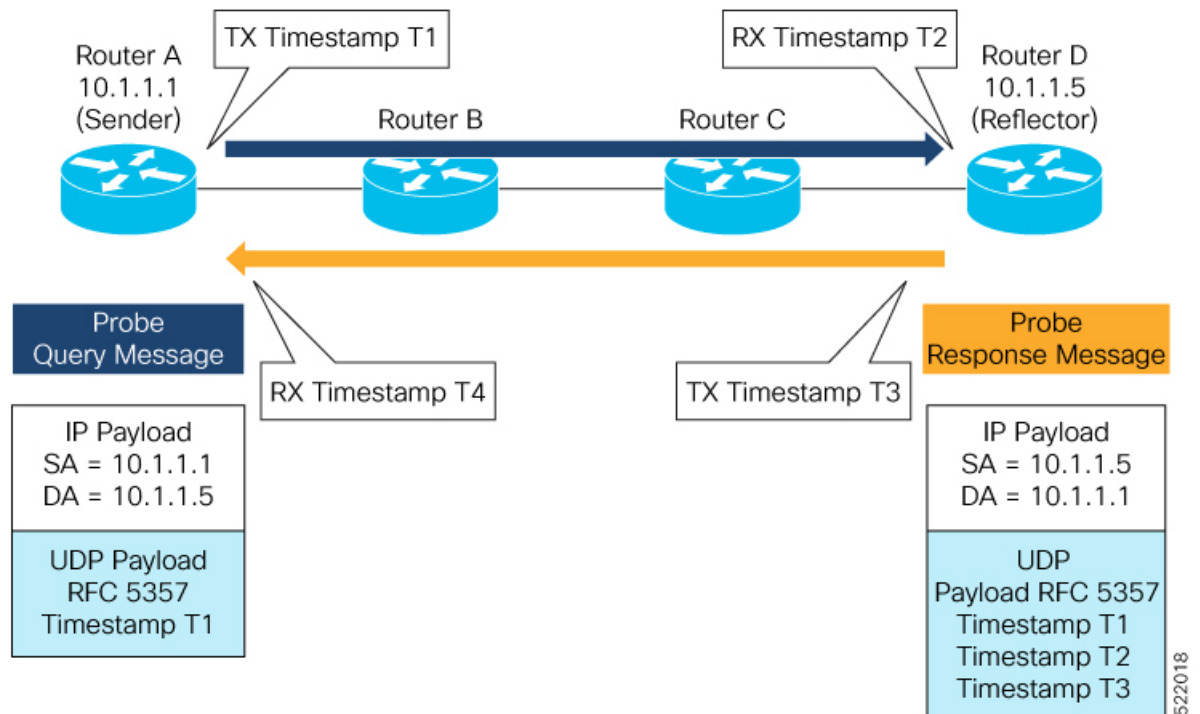 TX Timestamp T1
RX Timestamp T2
Router A
10.1.1.1
(Sender)
Router B
Router C
Router D
10.1.1.5
(Reflector)
Probe
Query Message
RX Timestamp T4
TX Timestamp T3
Probe
Response Message
IP Payload
SA = 10.1.1.1
DA = 10.1.1.5
UDP Payload
RFC 5357
Timestamp T1
IP Payload
SA = 10.1.1.5
DA = 10.1.1.1
UDP
Payload RFC 5357
Timestamp T1
Timestamp T2
Timestamp T3
522018